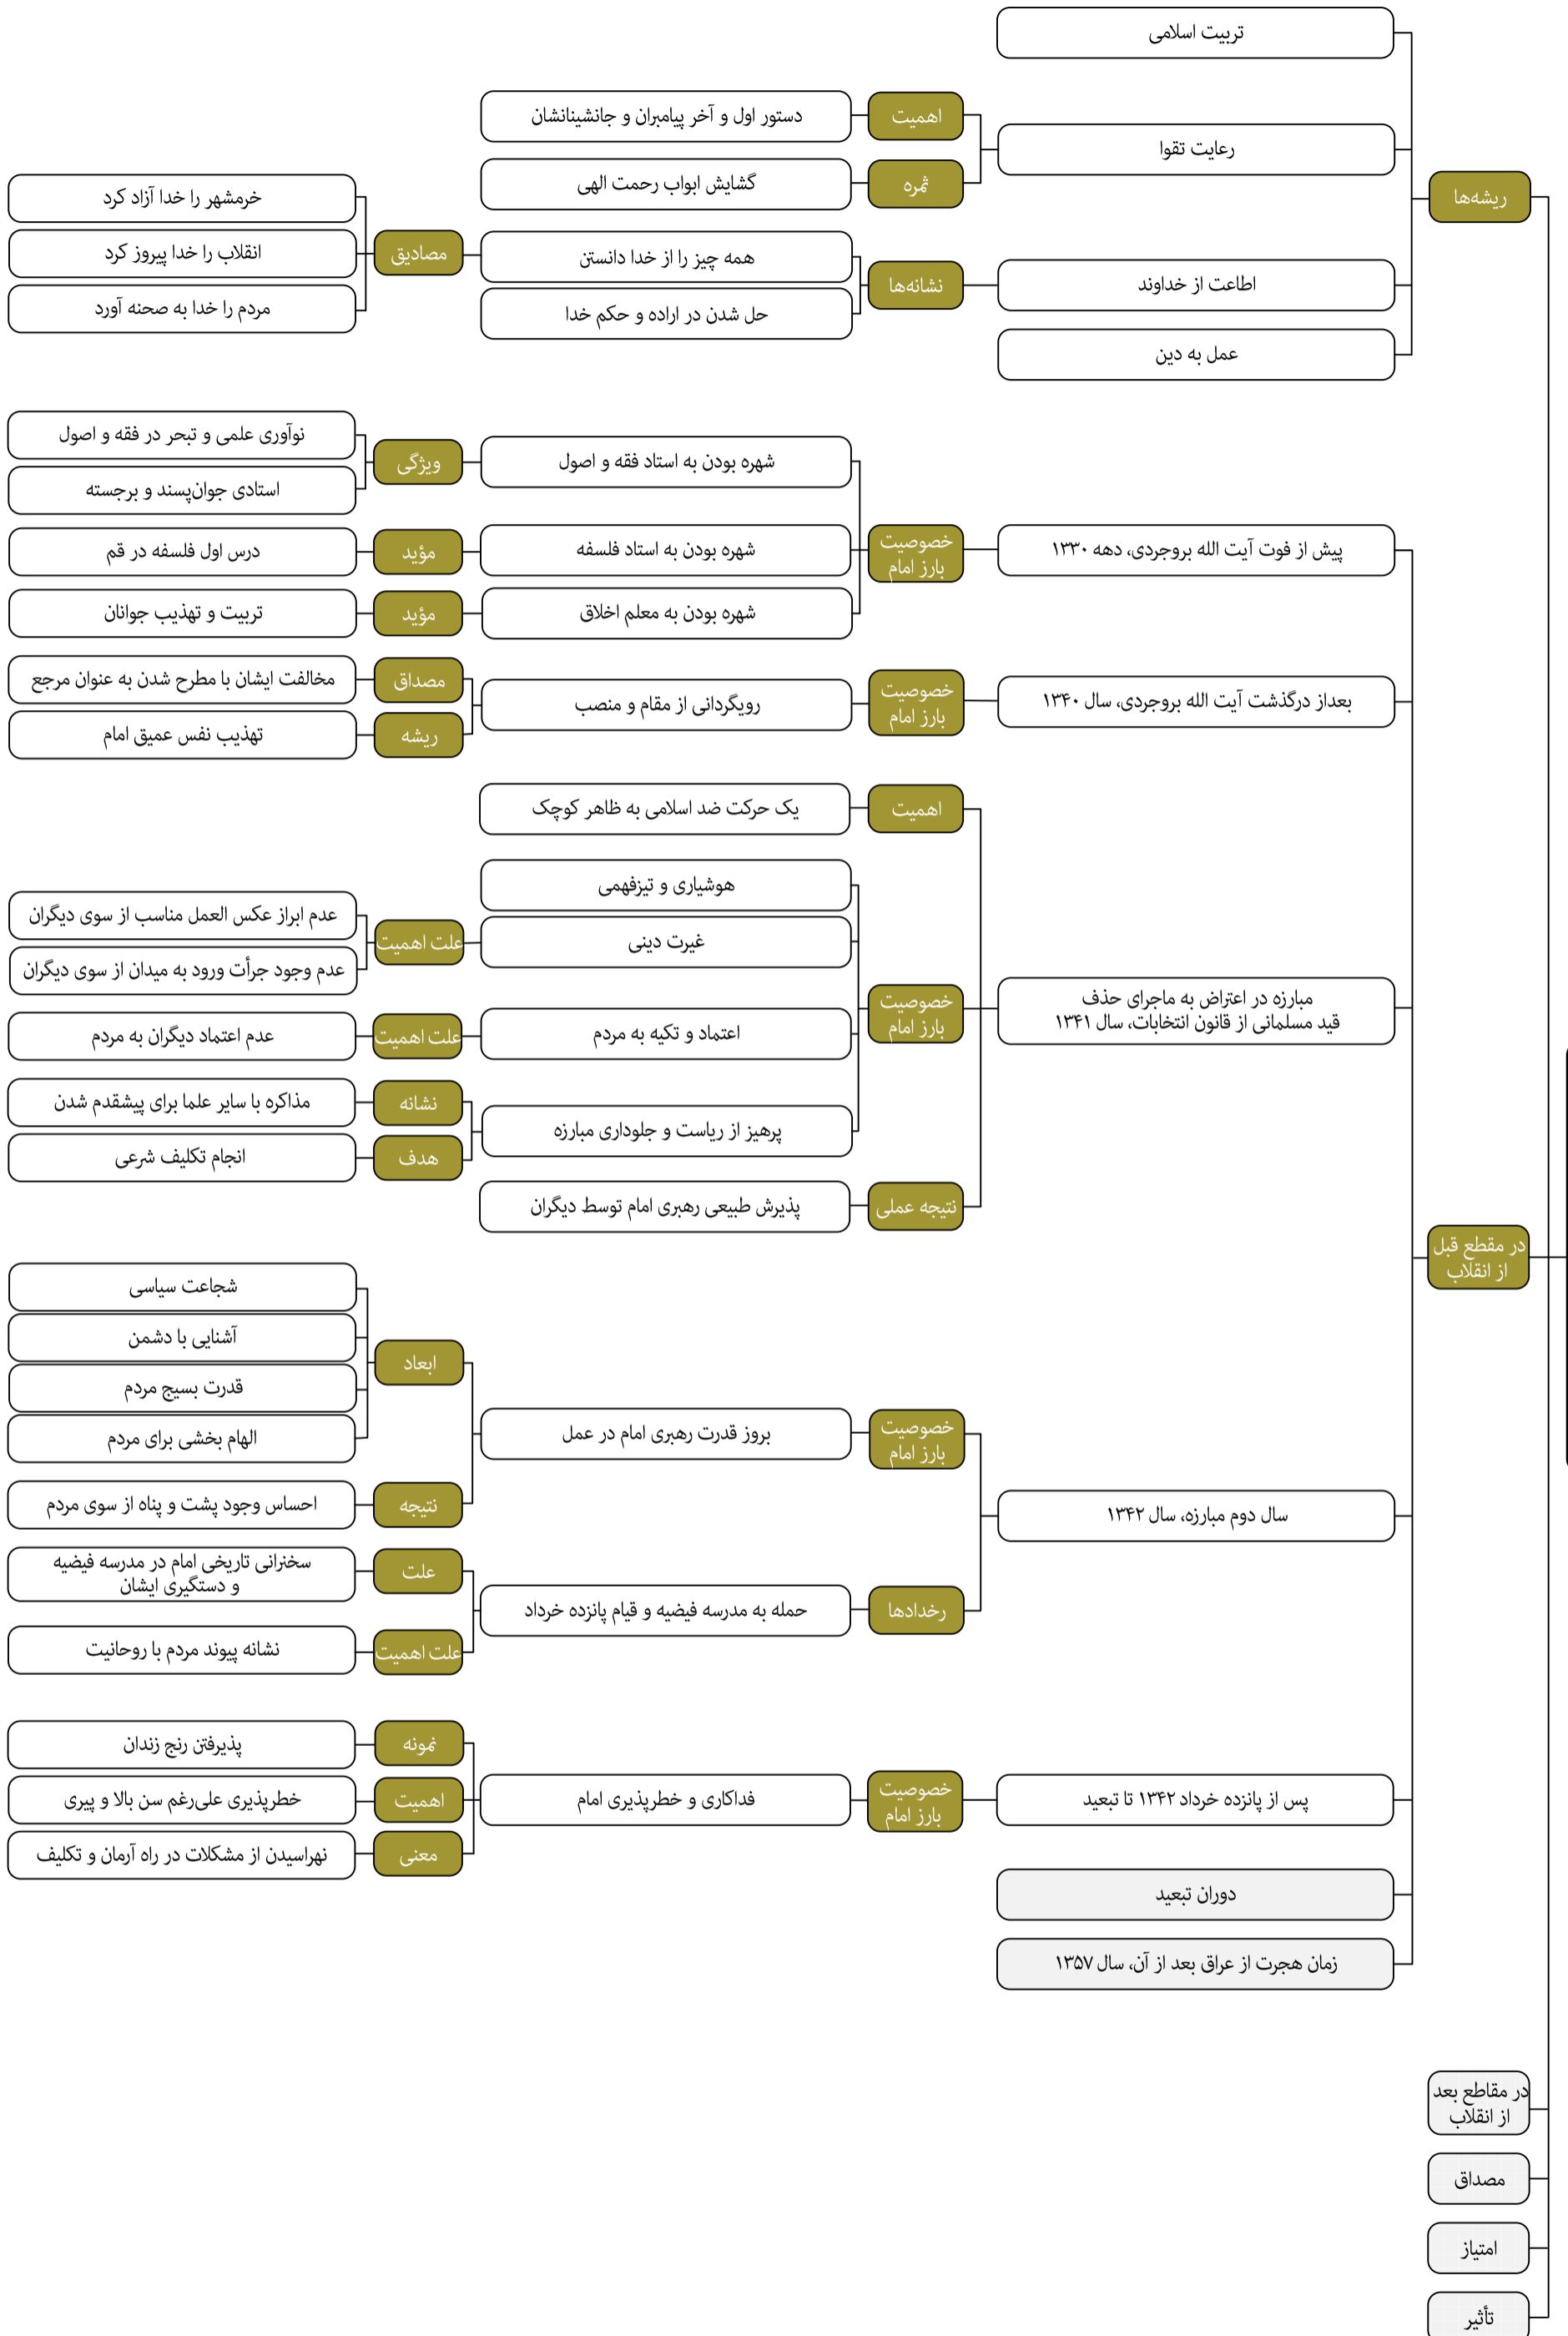 ریشه‌ها
تربیت اسلامی
رعایت تقوا
اهمیت
دستور اول و آخر پیامبران و جانشینانشان
ثمره
گشایش ابواب رحمت الهی
اطاعت از خداوند
نشانه‌ها
همه چیز را از خدا دانستن
مصادیق
خرمشهر را خدا آزاد کرد
انقلاب را خدا پیروز کرد
مردم را خدا به صحنه آورد
حل شدن در اراده و حکم خدا
عمل به دین
در مقطع قبل
از انقلاب
پیش از فوت آیت الله بروجردی، دهه ۱۳۳۰
خصوصیت
بارز امام
شهره بودن به استاد فقه و اصول
ویژگی
نوآوری علمی و تبحر در فقه و اصول
استادی جوان‌پسند و برجسته
شهره بودن به استاد فلسفه
مؤید
درس اول فلسفه در قم
شهره بودن به معلم اخلاق
مؤید
تربیت و تهذیب جوانان
بعداز درگذشت آیت الله بروجردی، سال ۱۳۴۰
خصوصیت
بارز امام
رویگردانی از مقام و منصب
مصداق
مخالفت ایشان با مطرح شدن به عنوان مرجع
ریشه
تهذیب نفس عمیق امام
مبارزه در اعتراض به ماجرای حذف
قید مسلمانی از قانون انتخابات، سال ۱۳۴۱
اهمیت
یک حرکت ضد اسلامی به ظاهر کوچک
خصوصیت
بارز امام
هوشیاری و تیزفهمی
غیرت دینی
علت اهمیت
عدم ابراز عکس العمل مناسب از سوی دیگران
عدم وجود جرأت ورود به میدان از سوی دیگران
اعتماد و تکیه به مردم
علت اهمیت
عدم اعتماد دیگران به مردم
پرهیز از ریاست و جلوداری مبارزه
نشانه
مذاکره با سایر علما برای پیشقدم شدن
هدف
انجام تکلیف شرعی
نتیجه عملی
پذیرش طبیعی رهبری امام توسط دیگران
سال دوم مبارزه، سال ۱۳۴۲
خصوصیت
بارز امام
بروز قدرت رهبری امام در عمل
ابعاد
شجاعت سیاسی
آشنایی با دشمن
قدرت بسیج مردم
الهام بخشی برای مردم
نتیجه
احساس وجود پشت و پناه از سوی مردم
رخدادها
حمله به مدرسه فیضیه و قیام پانزده خرداد
علت
سخنرانی تاریخی امام در مدرسه فیضیه
و دستگیری ایشان
علت اهمیت
نشانه پیوند مردم با روحانیت
پس از پانزده خرداد ۱۳۴۲ تا تبعید
خصوصیت
بارز امام
فداکاری و خطرپذیری امام
نمونه
پذیرفتن رنج زندان
اهمیت
خطرپذیری علی‌رغم سن بالا و پیری
معنی
نهراسیدن از مشکلات در راه آرمان و تکلیف
دوران تبعید
زمان هجرت از عراق بعد از آن، سال ۱۳۵۷
در مقاطع بعد
از انقلاب
مصداق
امتیاز
تأثیر